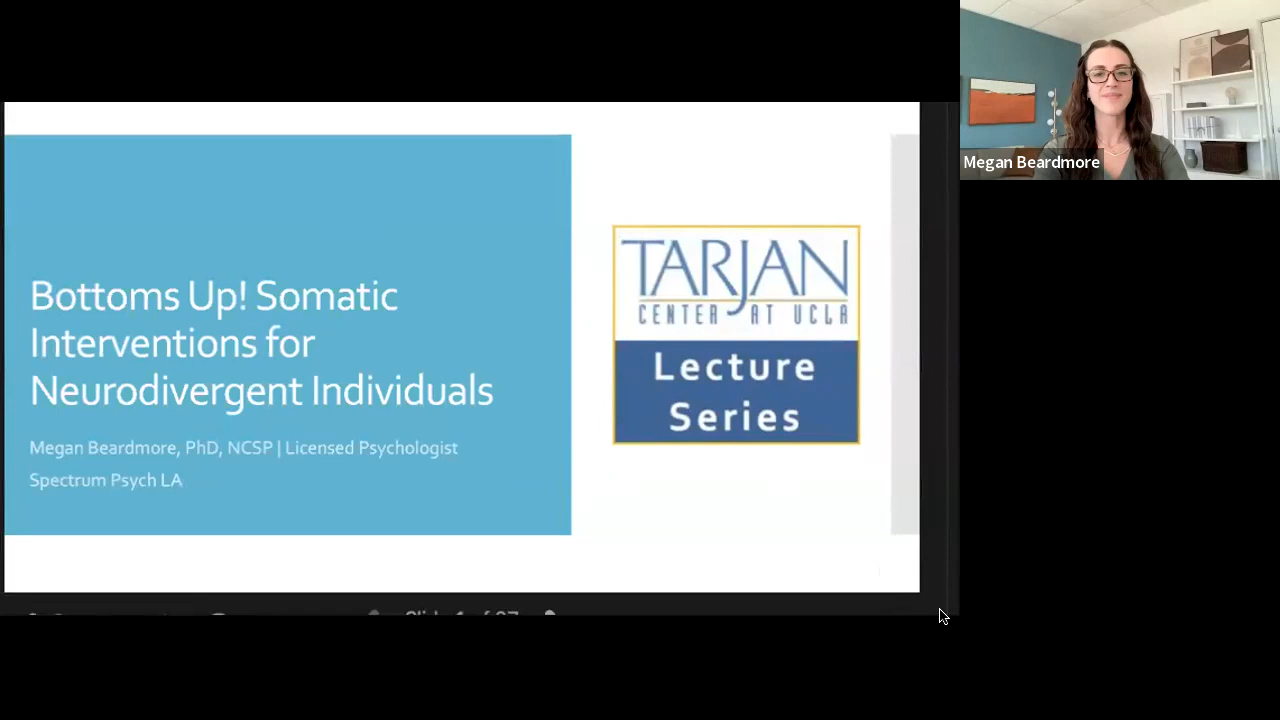 Bottoms Up! Somatic
Interventions for
Neurodivergent Individuals
Megan Beardmore, PhD, NCSP | Licensed Psychologist
Spectrum Psych LA
TARJAN
CENTER AT UCLA
Lecture
Series
Megan Beardmore